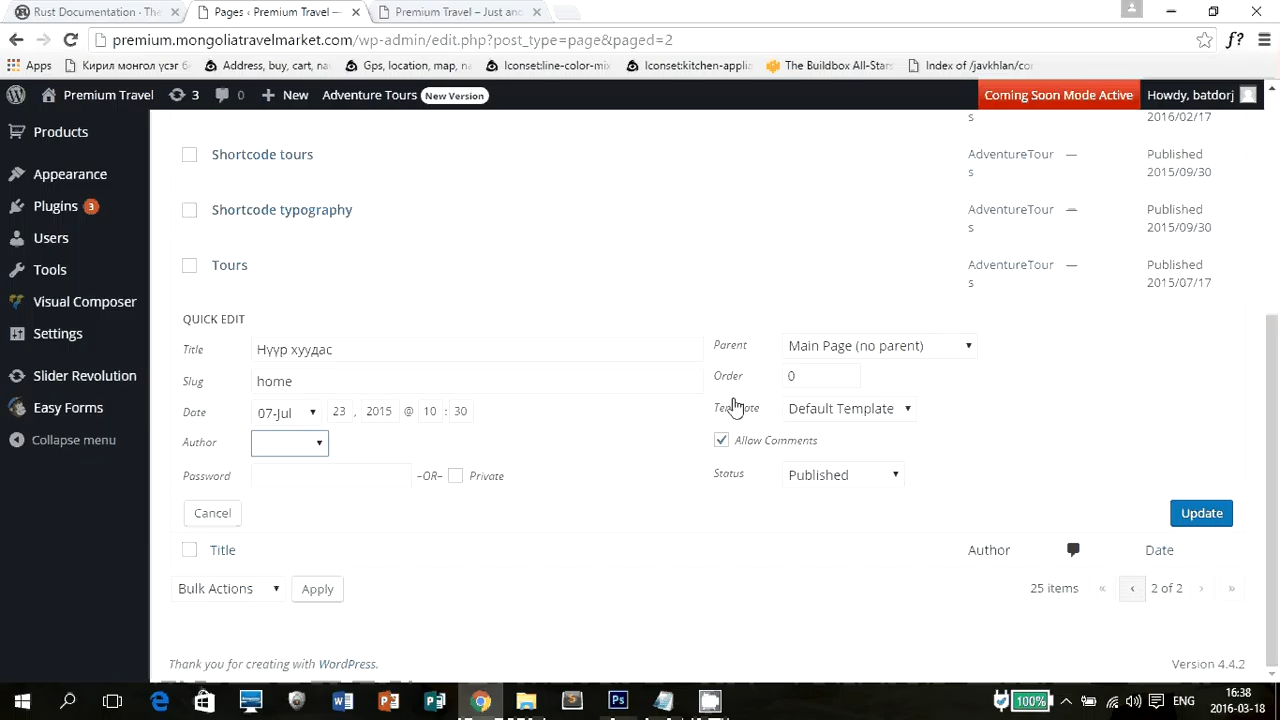 Rust Documentation - The
Pages ‹ Premium Travel —
Premium Travel – Just an
premium.mongoliatravelmarket.com/wp-admin/edit.php?post_type=page&paged=2
f?
Apps
Кирил монгол үсэг б
Address, buy, cart, nav
Gps, location, map, na
Iconset:line-color-mix
Iconset:kitchen-applia
The Buildbox All-Stars
Index of /javkhlan/co
Premium Travel
3
0
New
Adventure Tours New Version
Coming Soon Mode Active
Howdy, batdorj
s
2016/02/17
Products
Appearance
Plugins 3
Users
Tools
Visual Composer
Settings
Slider Revolution
Easy Forms
Collapse menu
Shortcode tours
AdventureTour
s
—
Published
2015/09/30
Shortcode typography
AdventureTour
s
—
Published
2015/09/30
Tours
AdventureTour
s
—
Published
2015/07/17
QUICK EDIT
Title Нүүр хуудас
Slug home
Date 07-Jul 23 , 2015 @ 10 : 30
Author
Password –OR– Private
Parent Main Page (no parent)
Order 0
Template Default Template
Allow Comments
Status Published
Cancel
Update
Title Author Date
Bulk Actions Apply
25 items « ‹ 2 of 2 › »
Thank you for creating with WordPress.
Version 4.4.2
100%
ENG
16:38
2016-03-18